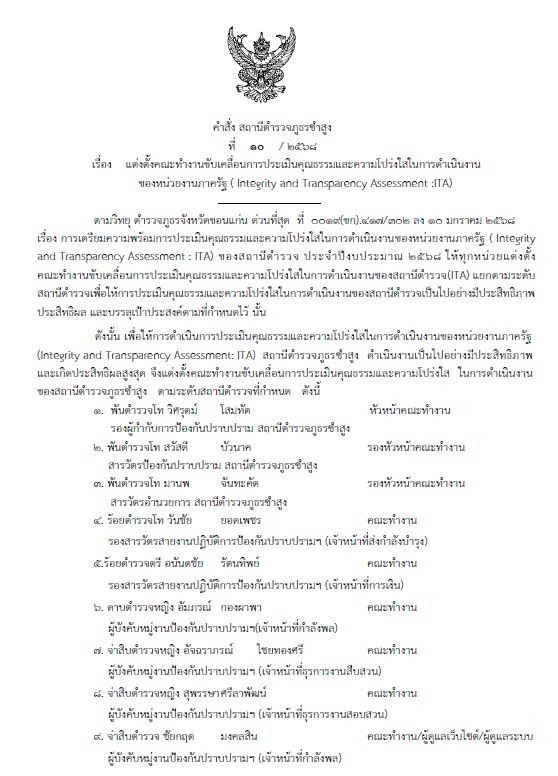 คำสั่ง สถานีตำรวจภูธรซำสูง
ที่ ๑๐ / ๒๕๖๘
เรื่อง แต่งตั้งคณะทำงานขับเคลื่อนการประเมินคุณธรรมและความโปร่งใสในการดำเนินงาน
ของหน่วยงานภาครัฐ ( Integrity and Transparency Assessment :ITA)
ตามวิทยุ ตำรวจภูธรจังหวัดขอนแก่น ด่วนที่สุด ที่ ๐๐๑๙(ขก).๔๑๗/๓๐๒ ลง ๑๐ มกราคม ๒๕๖๘
เรื่อง การเตรียมความพร้อมการประเมินคุณธรรมและความโปร่งใสในการดำเนินงานของหน่วยงานภาครัฐ ( Integrity
and Transparency Assessment : ITA) ของสถานีตำรวจ ประจำปีงบประมาณ ๒๕๖๘ ให้ทุกหน่วยแต่งตั้ง
คณะทำงานขับเคลื่อนการประเมินคุณธรรมและความโปร่งใสในการดำเนินงานของสถานีตำรวจ(ITA) แยกตามระดับ
สถานีตำรวจเพื่อให้การประเมินคุณธรรมและความโปร่งใสในการดำเนินงานของสถานีตำรวจเป็นไปอย่างมีประสิทธิภาพ
ประสิทธิผล และบรรลุเป้าประสงค์ตามที่กำหนดไว้ นั้น
ดังนั้น เพื่อให้การดำเนินการประเมินคุณธรรมและความโปร่งใสในการดำเนินงานของหน่วยงานภาครัฐ
(Integrity and Transparency Assessment: ITA) สถานีตำรวจภูธรซำสูง ดำเนินงานเป็นไปอย่างมีประสิทธิภาพ
และเกิดประสิทธิผลสูงสุด จึงแต่งตั้งคณะทำงานขับเคลื่อนการประเมินคุณธรรมและความโปร่งใส ในการดำเนินงาน
ของสถานีตำรวจภูธรซำสูง ตามระดับสถานีตำรวจที่กำหนด ดังนี้
๑. พันตำรวจโท วิศรุตม์ โสมทัด หัวหน้าคณะทำงาน
รองผู้กำกับการป้องกันปราบปราม สถานีตำรวจภูธรซำสูง
๒. พันตำรวจโท สวัสดี บัวนาค รองหัวหน้าคณะทำงาน
สารวัตรป้องกันปราบปราม สถานีตำรวจภูธรซำสูง
๓. พันตำรวจโท มานพ จันทะคัด รองหัวหน้าคณะทำงาน
สารวัตรอำนวยการ สถานีตำรวจภูธรซำสูง
๔. ร้อยตำรวจโท วันชัย ยอดเพชร คณะทำงาน
รองสารวัตรสายงานปฏิบัติการป้องกันปราบปรามฯ (เจ้าหน้าที่ส่งกำลังบำรุง)
๕.ร้อยตำรวจตรี อนันตชัย รัตนทิพย์ คณะทำงาน
รองสารวัตรสายงานปฏิบัติการป้องกันปราบปรามฯ (เจ้าหน้าที่การเงิน)
๖. ดาบตำรวจหญิง อัมภรณ์ กองผาพา คณะทำงาน
ผู้บังคับหมู่งานป้องกันปราบปรามฯ(เจ้าหน้าที่กำลังพล)
๗. จ่าสิบตำรวจหญิง อัจฉราภรณ์ ไชยทองศรี คณะทำงาน
ผู้บังคับหมู่งานป้องกันปราบปรามฯ (เจ้าหน้าที่ธุรการงานสืบสวน)
๘. จ่าสิบตำรวจหญิง สุพรรษา ศรีลาพัฒน์ คณะทำงาน
ผู้บังคับหมู่งานป้องกันปราบปรามฯ (เจ้าหน้าที่ธุรการงานสอบสวน)
๙. จ่าสิบตำรวจ ชัยกฤต มงคลสิน คณะทำงาน/ผู้ดูแลเว็บไซต์/ผู้ดูแลระบบ
ผู้บังคับหมู่งานป้องกันปราบปรามฯ (เจ้าหน้าที่กำลังพล)